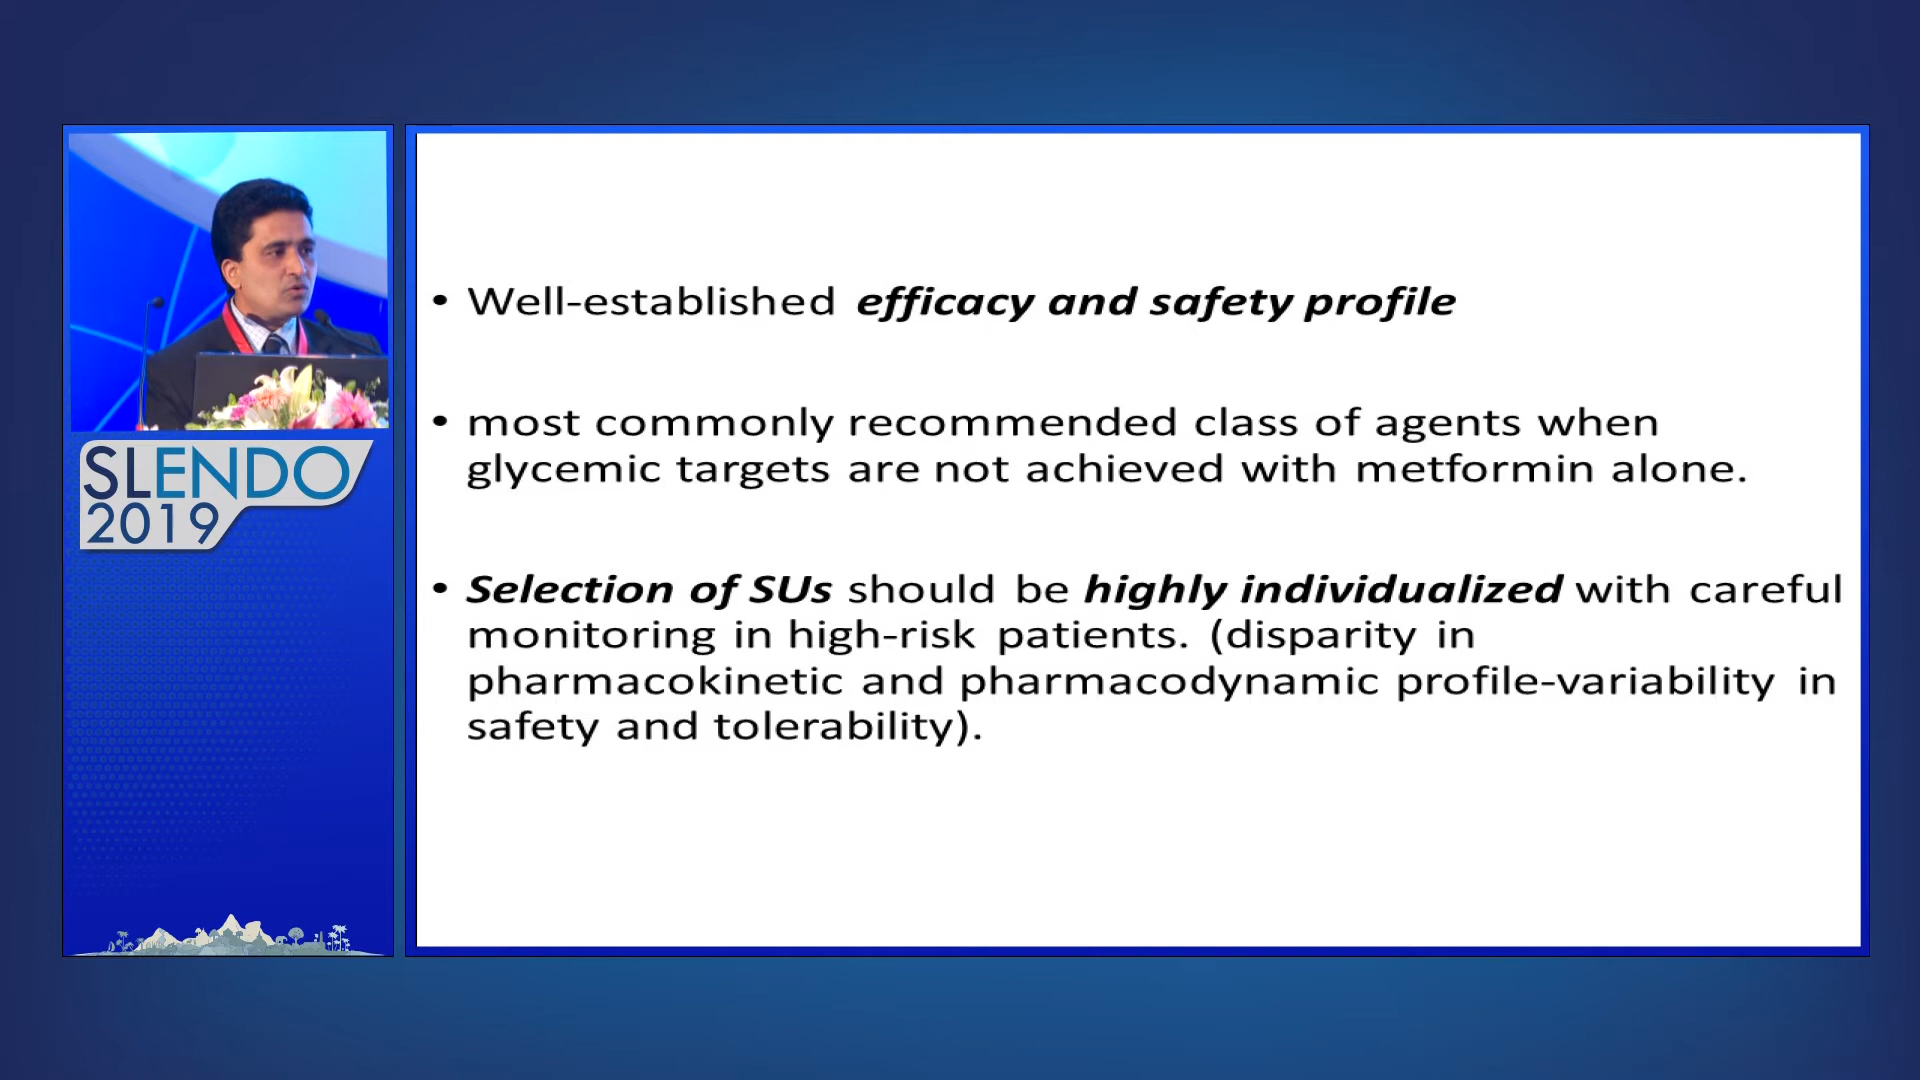 SLENDO
2019
• Well-established efficacy and safety profile
• most commonly recommended class of agents when
glycemic targets are not achieved with metformin alone.
• Selection of SUs should be highly individualized with careful
monitoring in high-risk patients. (disparity in
pharmacokinetic and pharmacodynamic profile-variability in
safety and tolerability).